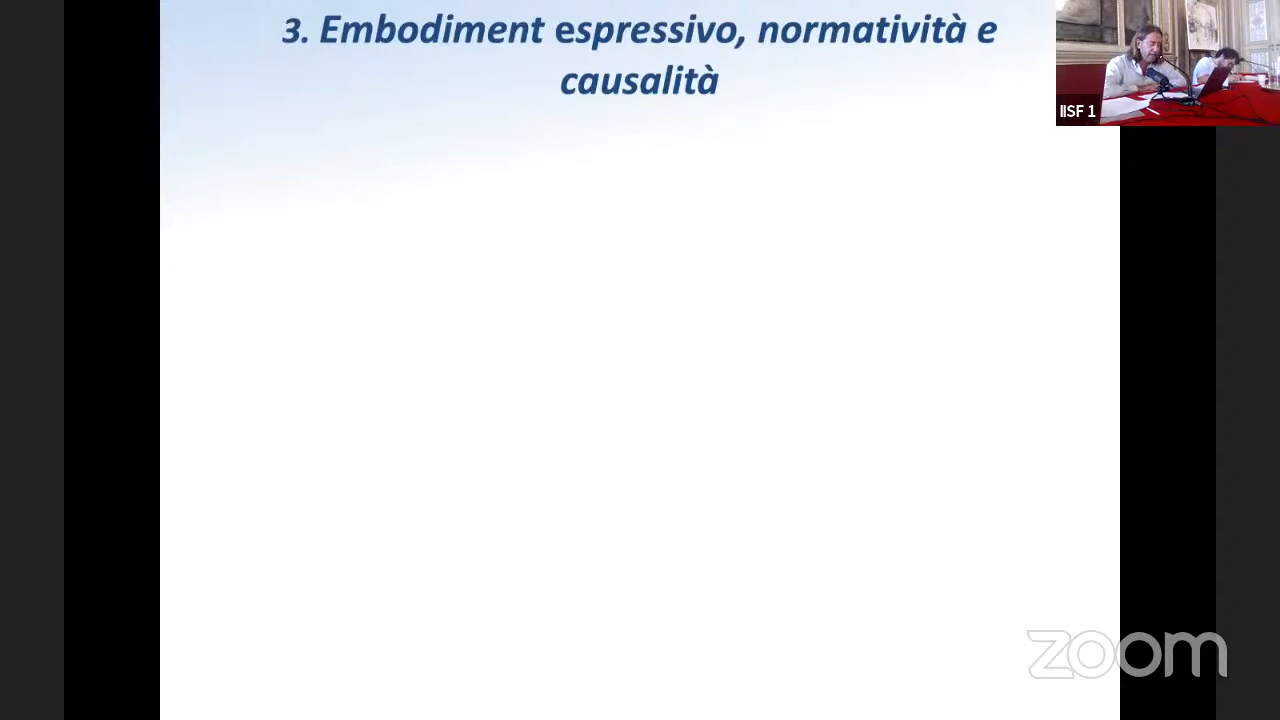 3. Embodiment espressivo, normatività e
causalità
IISF 1
zoom